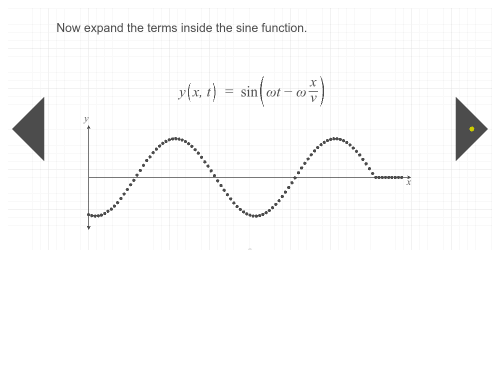 Now expand the terms inside the sine function.
y(x, t) = sin(ωt − ω x/v)
y
x